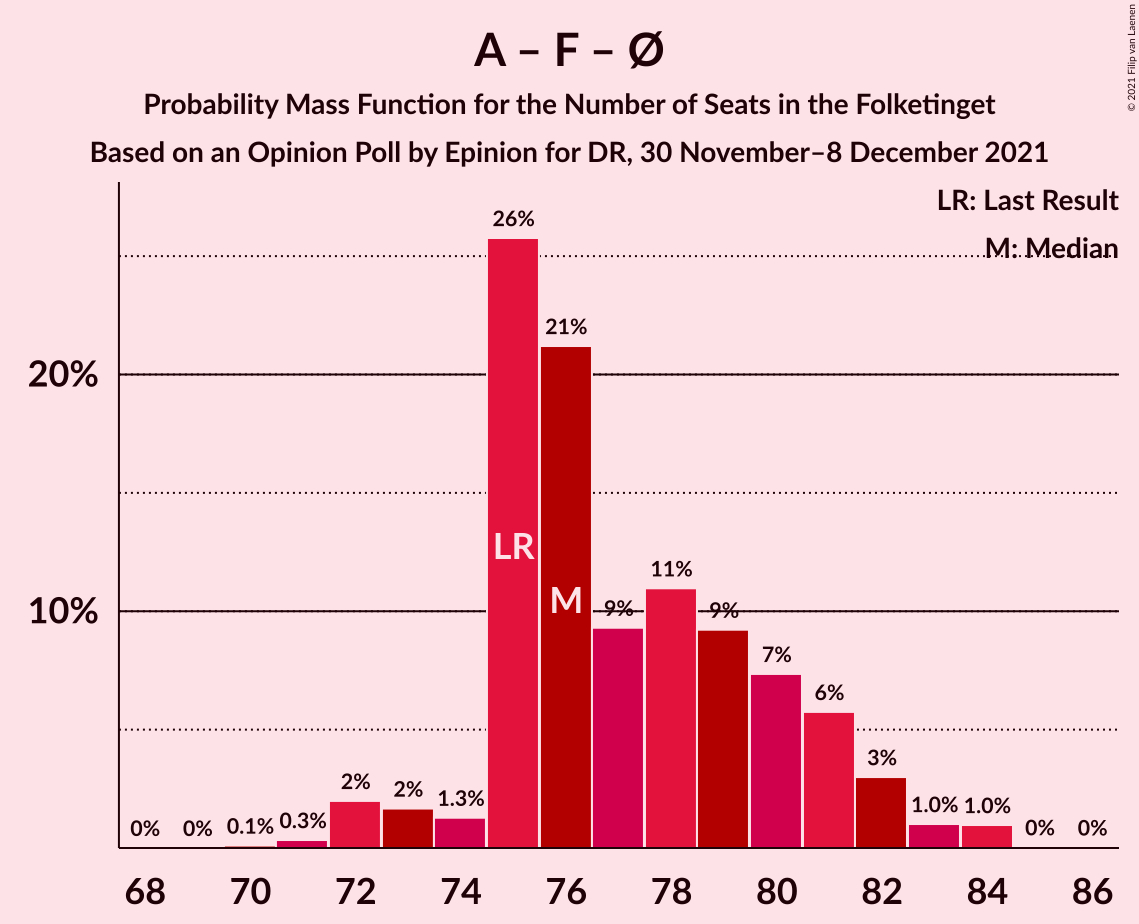 A – F – Ø
Probability Mass Function for the Number of Seats in the Folketinget
Based on an Opinion Poll by Epinion for DR, 30 November–8 December 2021
© 2021 Filip van Laenen
LR: Last Result
M: Median
20%
10%
0% 0% 0.1% 0.3% 2% 2% 1.3% 26% 21% 9% 11% 9% 7% 6% 3% 1.0% 1.0% 0% 0%
LR
M
68 70 72 74 76 78 80 82 84 86